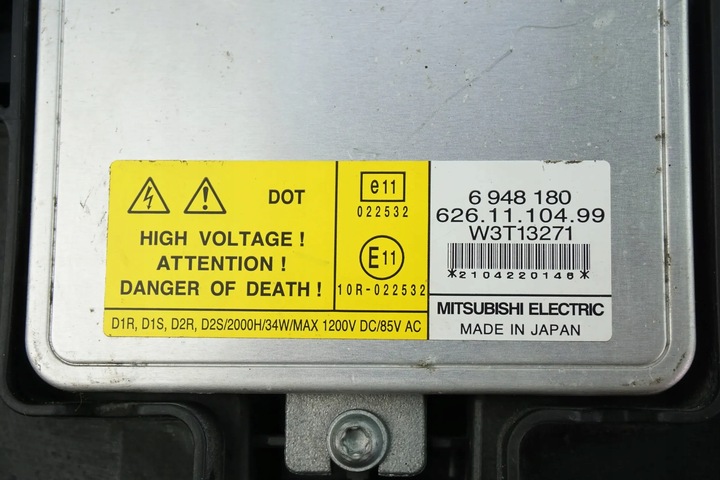 DOT
HIGH VOLTAGE !
ATTENTION !
DANGER OF DEATH !
e11
022532
E11
10R-022532
D1R, D1S, D2R, D2S/2000H/34W/MAX 1200V DC/85V AC
6 948 180
626.11.104.99
W3T13271
*2104220146*
MITSUBISHI ELECTRIC
MADE IN JAPAN